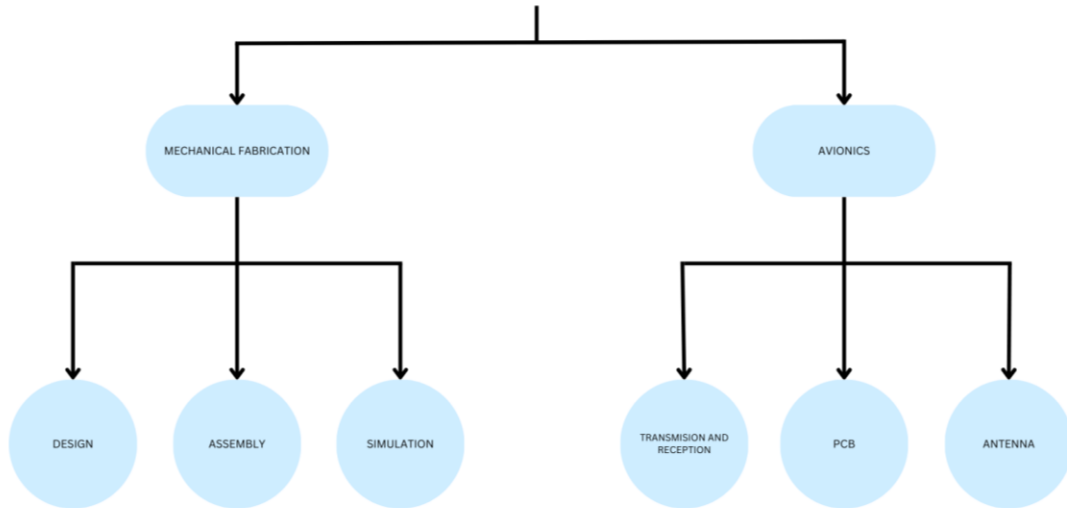 MECHANICAL FABRICATION
AVIONICS
DESIGN
ASSEMBLY
SIMULATION
TRANSMISION AND
RECEPTION
PCB
ANTENNA